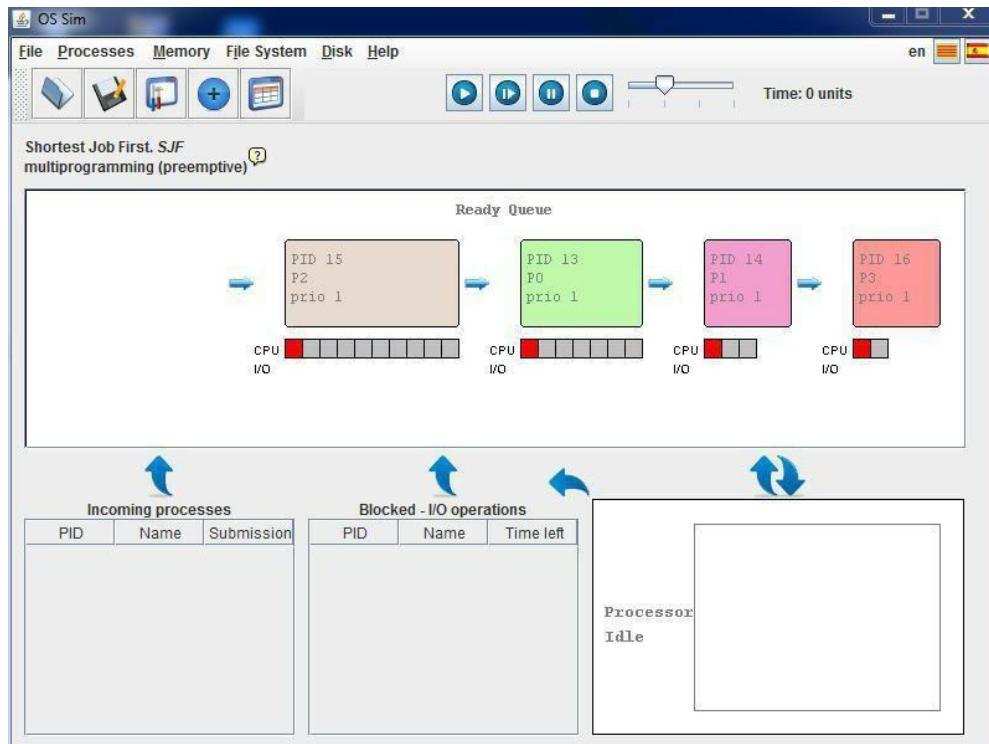 OS Sim
File Processes Memory File System Disk Help
en
Time: 0 units
Shortest Job First. SJF
multiprogramming (preemptive)
?
Ready Queue
PID 15
P2
prio 1
CPU
I/O
PID 13
P0
prio 1
CPU
I/O
PID 14
P1
prio 1
CPU
I/O
PID 16
P3
prio 1
CPU
I/O
Incoming processes
PID Name Submission
Blocked - I/O operations
PID Name Time left
Processor
Idle